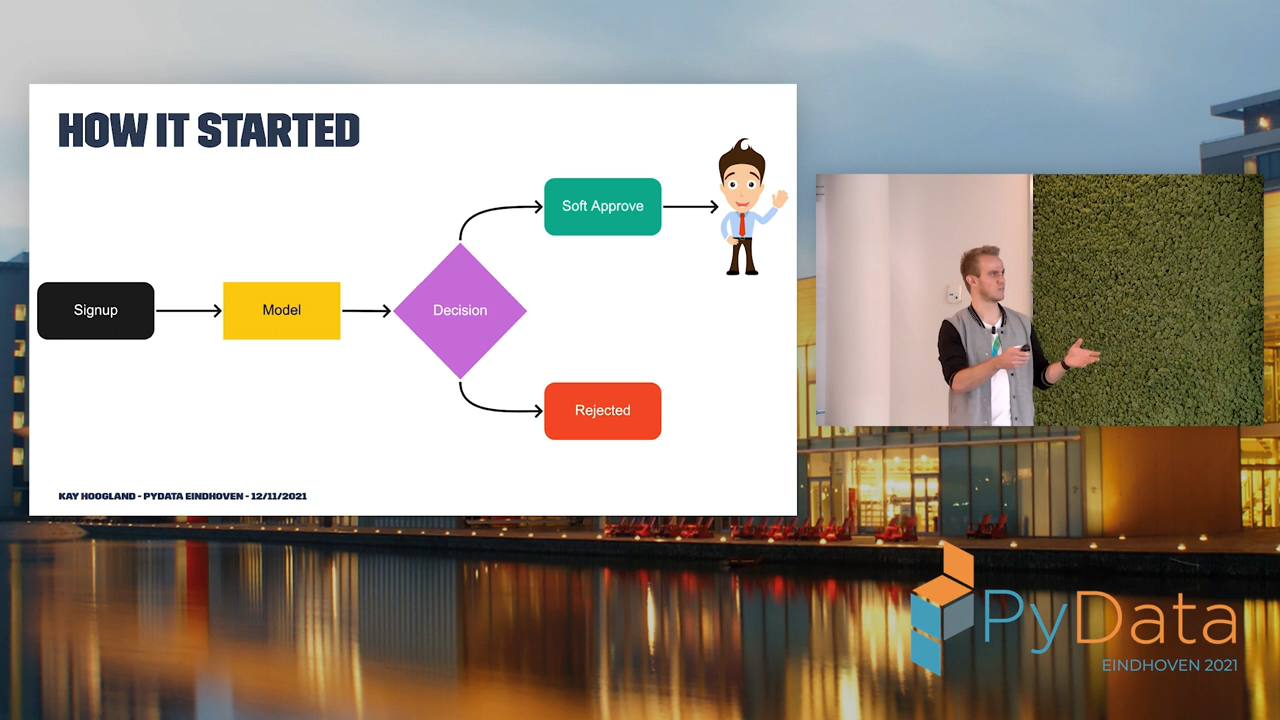 HOW IT STARTED
Soft Approve
Signup
Model
Decision
Rejected
KAY HOOGLAND - PYDATA EINDHOVEN - 12/11/2021
PyData
EINDHOVEN 2021